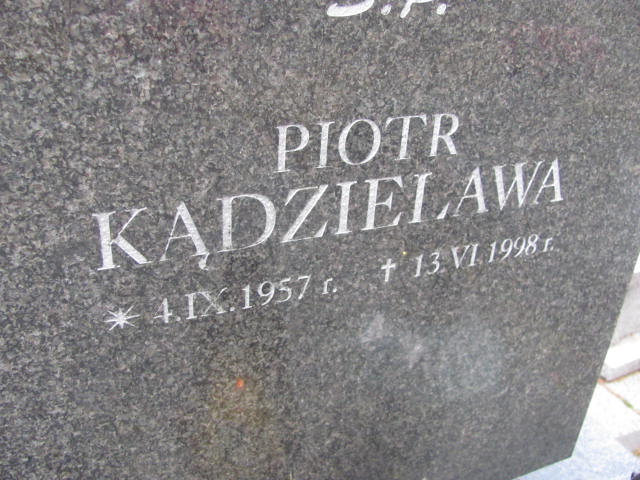 Ś.P.
PIOTR
KĄDZIELAWA
* 4.IX.1957 r. † 13.VI.1998 r.